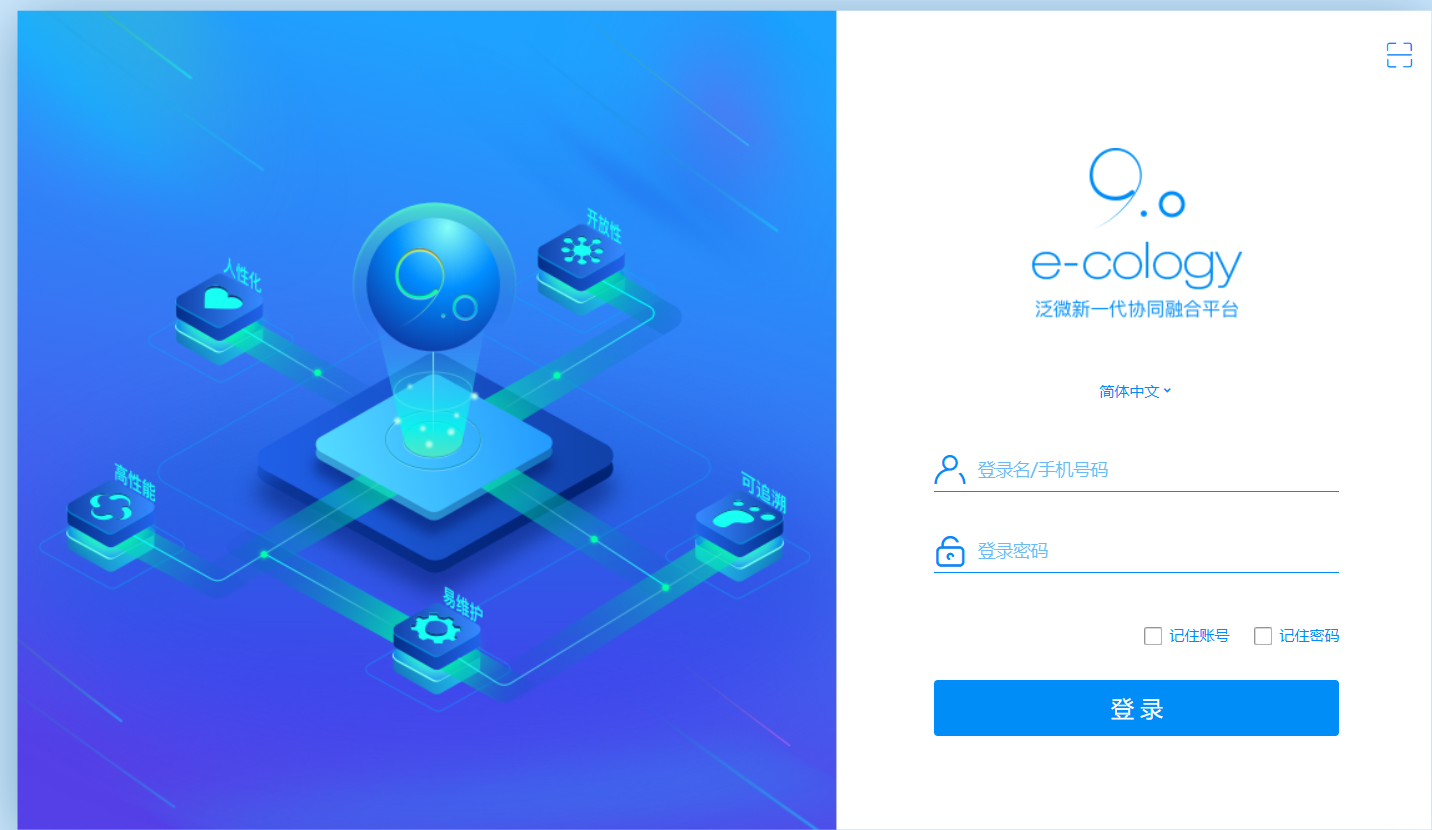 人性化
开放性
9.0
高性能
可追溯
易维护
9.0
e-cology
泛微新一代协同融合平台
简体中文
登录名/手机号码
登录密码
记住账号 记住密码
登录